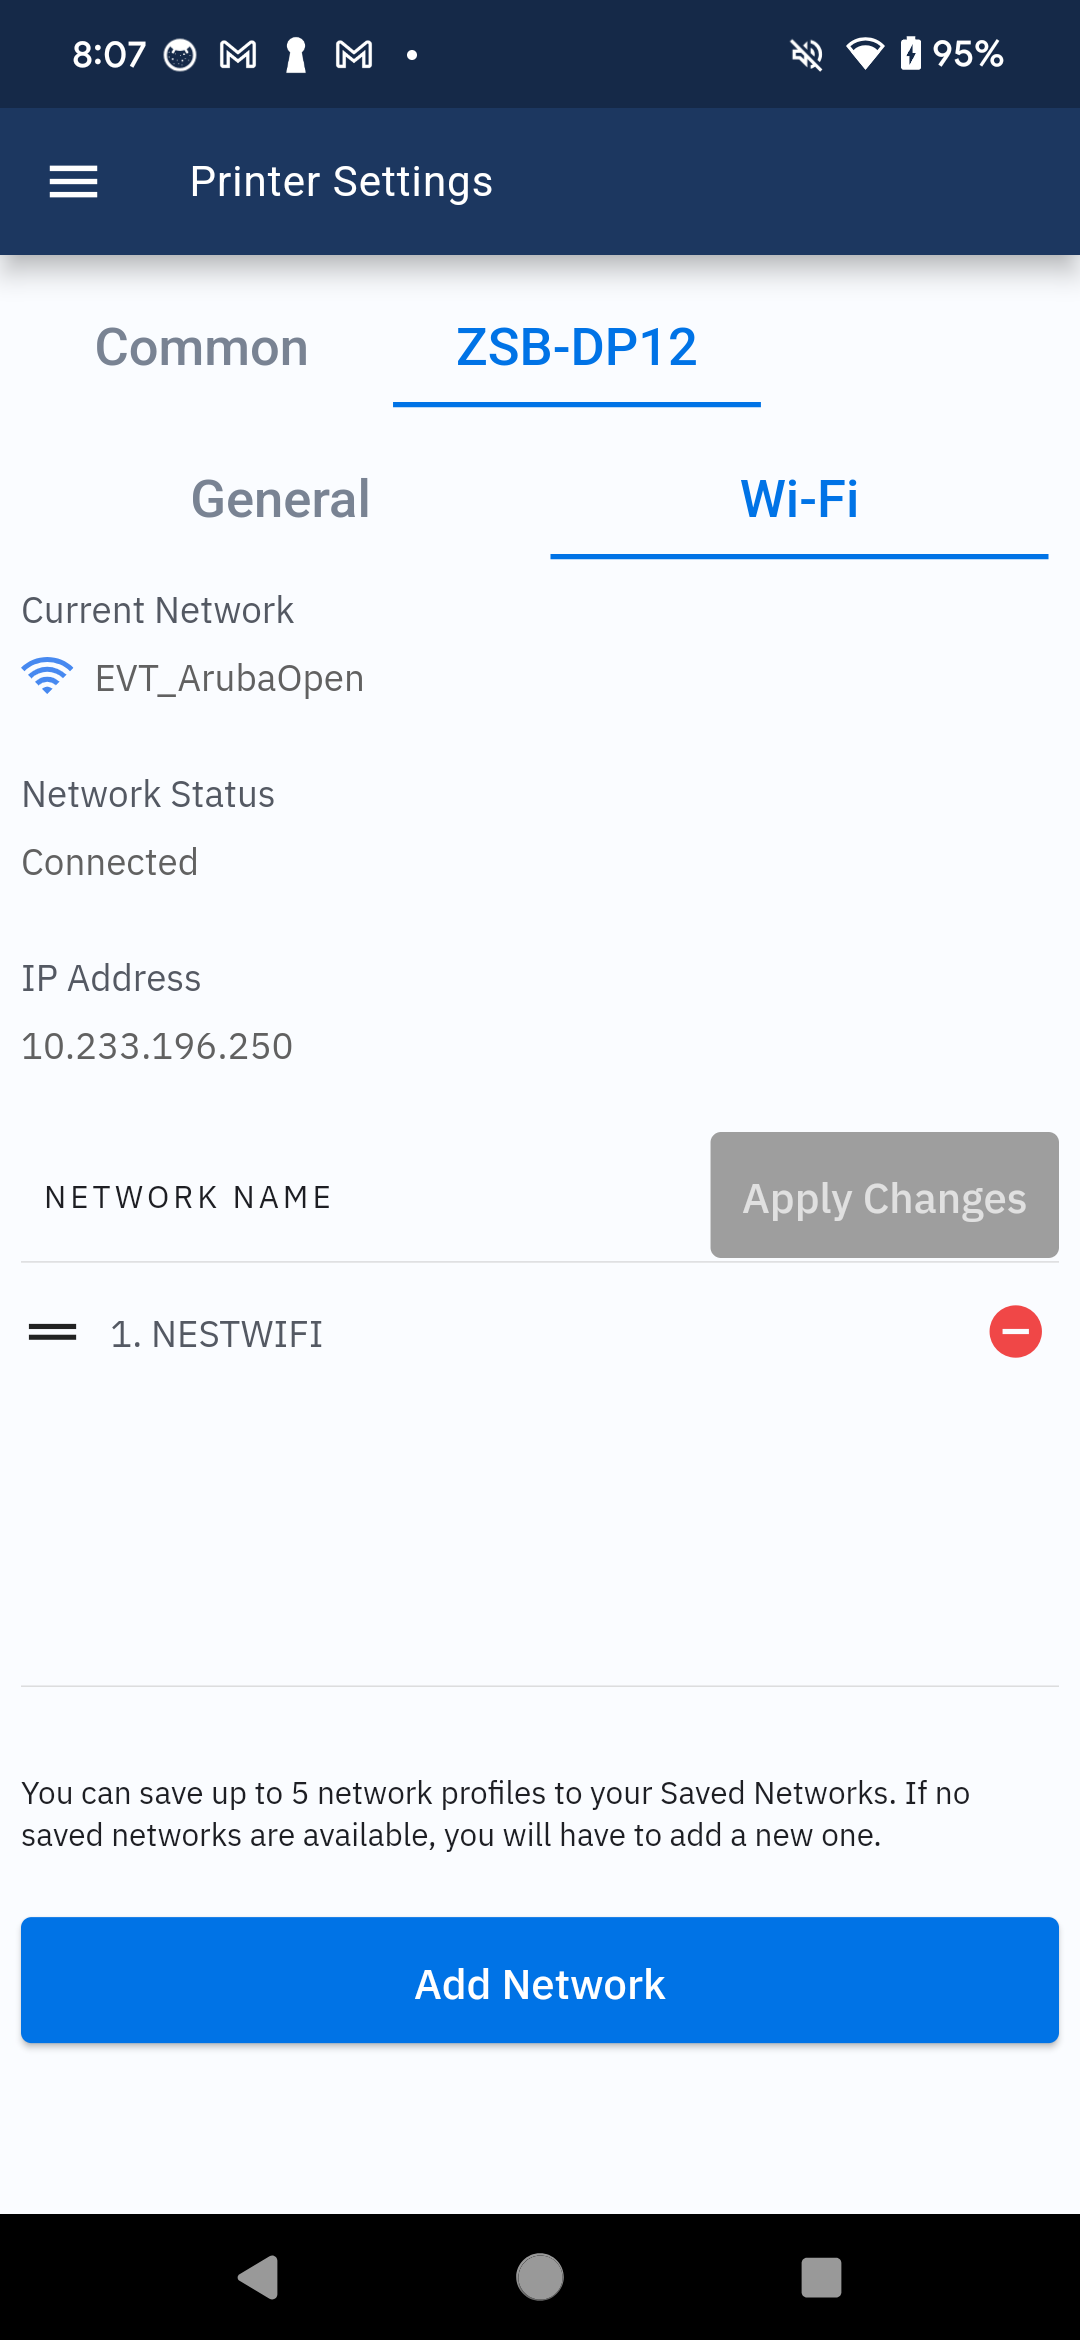 8:07
95%
Printer Settings
Common
ZSB-DP12
General
Wi-Fi
Current Network
EVT_ArubaOpen
Network Status
Connected
IP Address
10.233.196.250
NETWORK NAME
Apply Changes
1. NESTWIFI
You can save up to 5 network profiles to your Saved Networks. If no
saved networks are available, you will have to add a new one.
Add Network